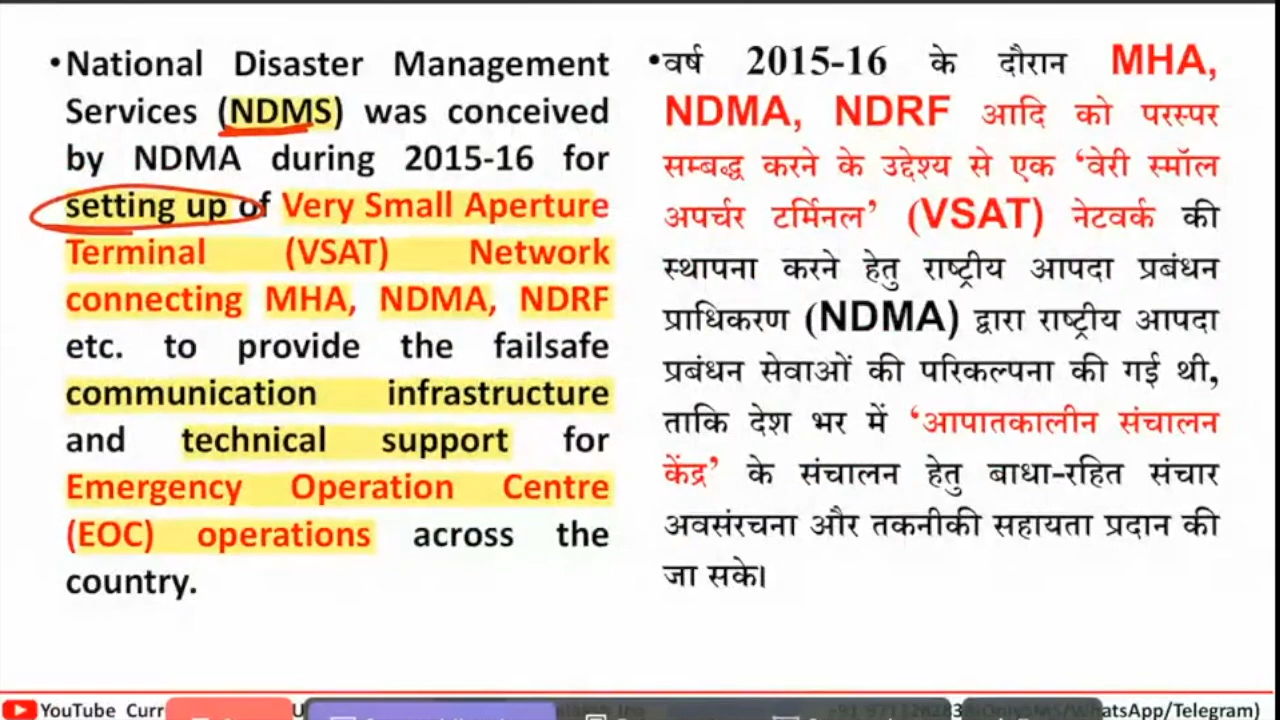 •National Disaster Management
Services (NDMS) was conceived
by NDMA during 2015-16 for
setting up of Very Small Aperture
Terminal (VSAT) Network
connecting MHA, NDMA, NDRF
etc. to provide the failsafe
communication infrastructure
and technical support for
Emergency Operation Centre
(EOC) operations across the
country.
•वर्ष 2015-16 के दौरान MHA,
NDMA, NDRF आदि को परस्पर
सम्बद्ध करने के उद्देश्य से एक ‘वेरी स्मॉल
अपर्चर टर्मिनल’ (VSAT) नेटवर्क की
स्थापना करने हेतु राष्ट्रीय आपदा प्रबंधन
प्राधिकरण (NDMA) द्वारा राष्ट्रीय आपदा
प्रबंधन सेवाओं की परिकल्पना की गई थी,
ताकि देश भर में ‘आपातकालीन संचालन
केंद्र’ के संचालन हेतु बाधा-रहित संचार
अवसंरचना और तकनीकी सहायता प्रदान की
जा सके।
YouTube